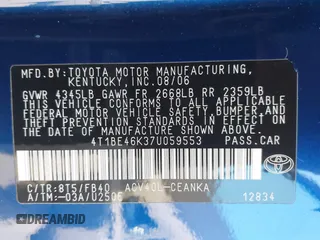 MFD.BY:TOYOTA MOTOR MANUFACTURING,
KENTUCKY,INC. 08/06
GVWR 4345LB GAWR FR 2668LB RR 2359LB
THIS VEHICLE CONFORMS TO ALL APPLICABLE
FEDERAL MOTOR VEHICLE SAFETY, BUMPER, AND
THEFT PREVENTION STANDARDS IN EFFECT ON
THE DATE OF MANUFACTURE SHOWN ABOVE.
4T1BE46K37U059553 PASS.CAR
C/TR:8T5/FB40 ACV40L-CEANKA
A/TM:-03A/U250E
TOYOTA
12834